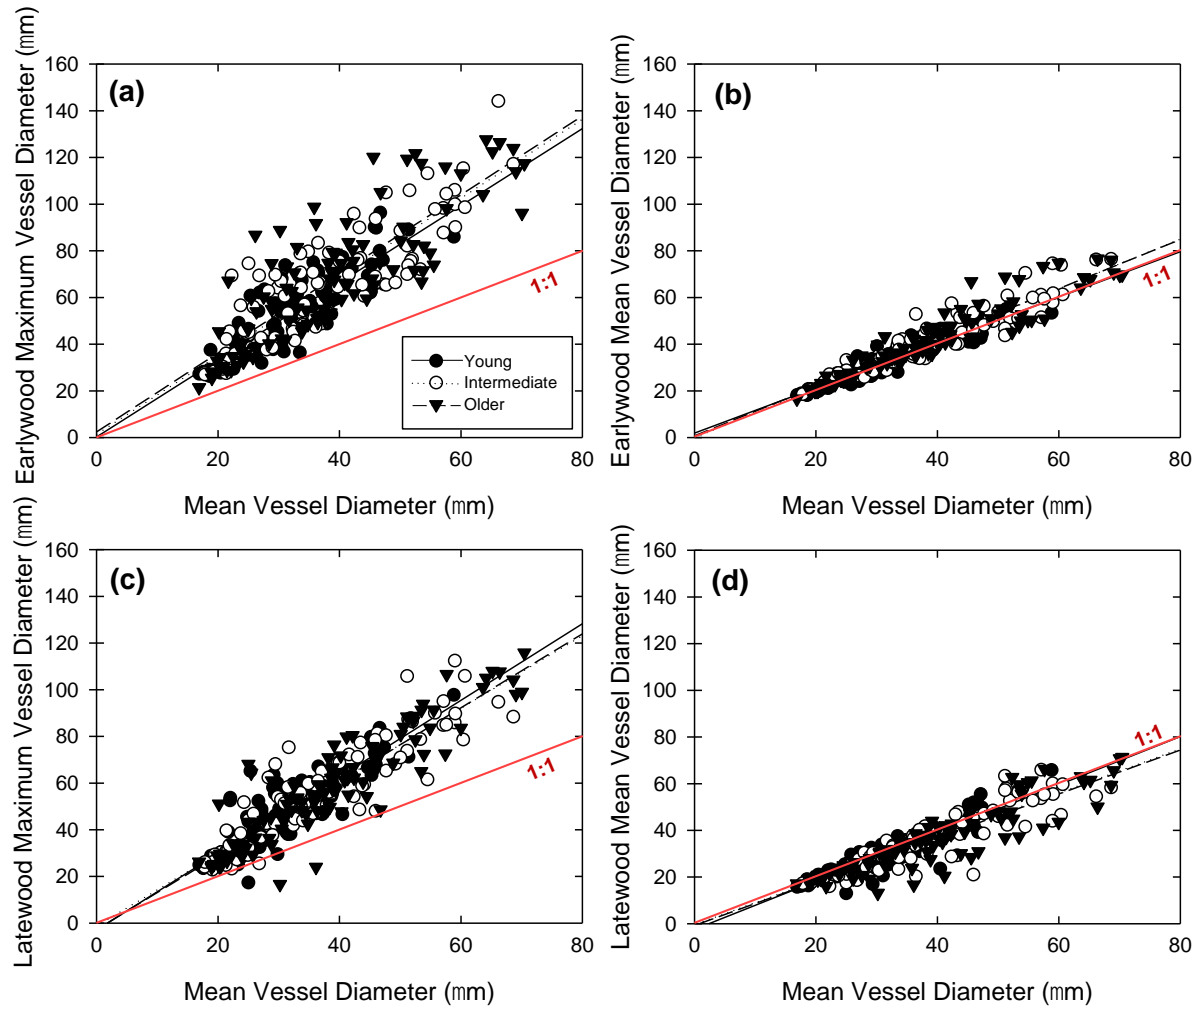 (a)
Earlywood Maximum Vessel Diameter (mm)
160
140
120
100
80
60
40
20
0
1:1
Young
Intermediate
Older
0 20 40 60 80
Mean Vessel Diameter (mm)
(b)
Earlywood Mean Vessel Diameter (mm)
160
140
120
100
80
60
40
20
0
1:1
0 20 40 60 80
Mean Vessel Diameter (mm)
(c)
Latewood Maximum Vessel Diameter (mm)
160
140
120
100
80
60
40
20
0
1:1
0 20 40 60 80
Mean Vessel Diameter (mm)
(d)
Latewood Mean Vessel Diameter (mm)
160
140
120
100
80
60
40
20
0
1:1
0 20 40 60 80
Mean Vessel Diameter (mm)